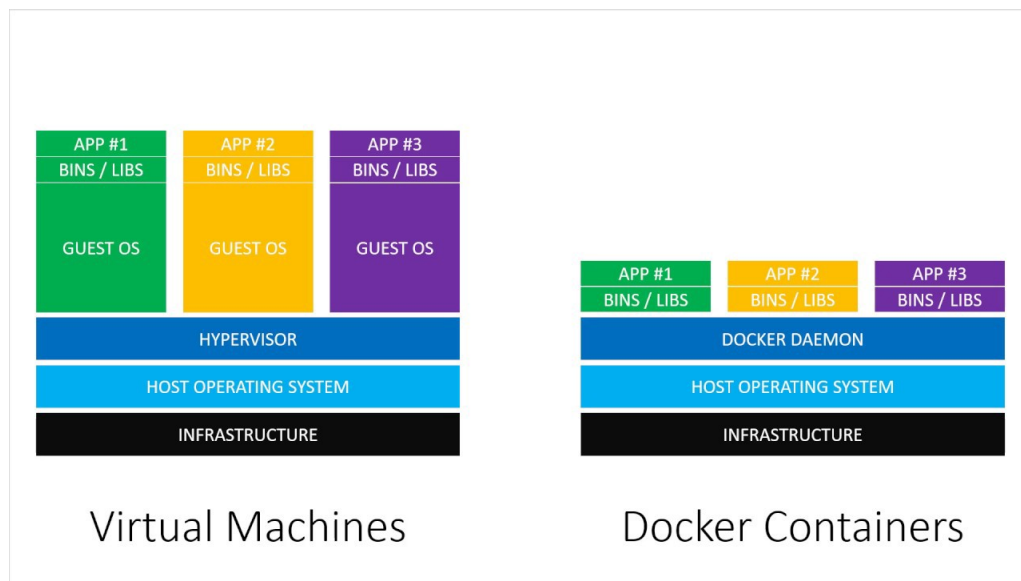 APP #1
BINS / LIBS
GUEST OS
APP #2
BINS / LIBS
GUEST OS
APP #3
BINS / LIBS
GUEST OS
HYPERVISOR
HOST OPERATING SYSTEM
INFRASTRUCTURE
Virtual Machines
APP #1
BINS / LIBS
APP #2
BINS / LIBS
APP #3
BINS / LIBS
DOCKER DAEMON
HOST OPERATING SYSTEM
INFRASTRUCTURE
Docker Containers